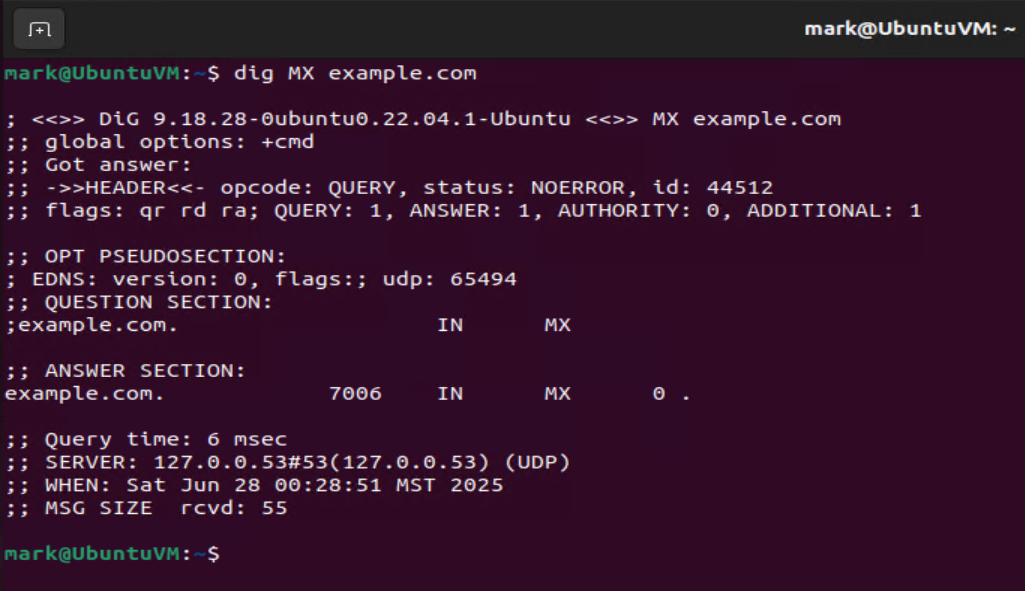 mark@UbuntuVM: ~
mark@UbuntuVM:~$ dig MX example.com
; <<>> DiG 9.18.28-0ubuntu0.22.04.1-Ubuntu <<>> MX example.com
;; global options: +cmd
;; Got answer:
;; ->>HEADER<<- opcode: QUERY, status: NOERROR, id: 44512
;; flags: qr rd ra; QUERY: 1, ANSWER: 1, AUTHORITY: 0, ADDITIONAL: 1
;; OPT PSEUDOSECTION:
; EDNS: version: 0, flags:; udp: 65494
;; QUESTION SECTION:
;example.com. IN MX
;; ANSWER SECTION:
example.com. 7006 IN MX 0 .
;; Query time: 6 msec
;; SERVER: 127.0.0.53#53(127.0.0.53) (UDP)
;; WHEN: Sat Jun 28 00:28:51 MST 2025
;; MSG SIZE  rcvd: 55
mark@UbuntuVM:~$